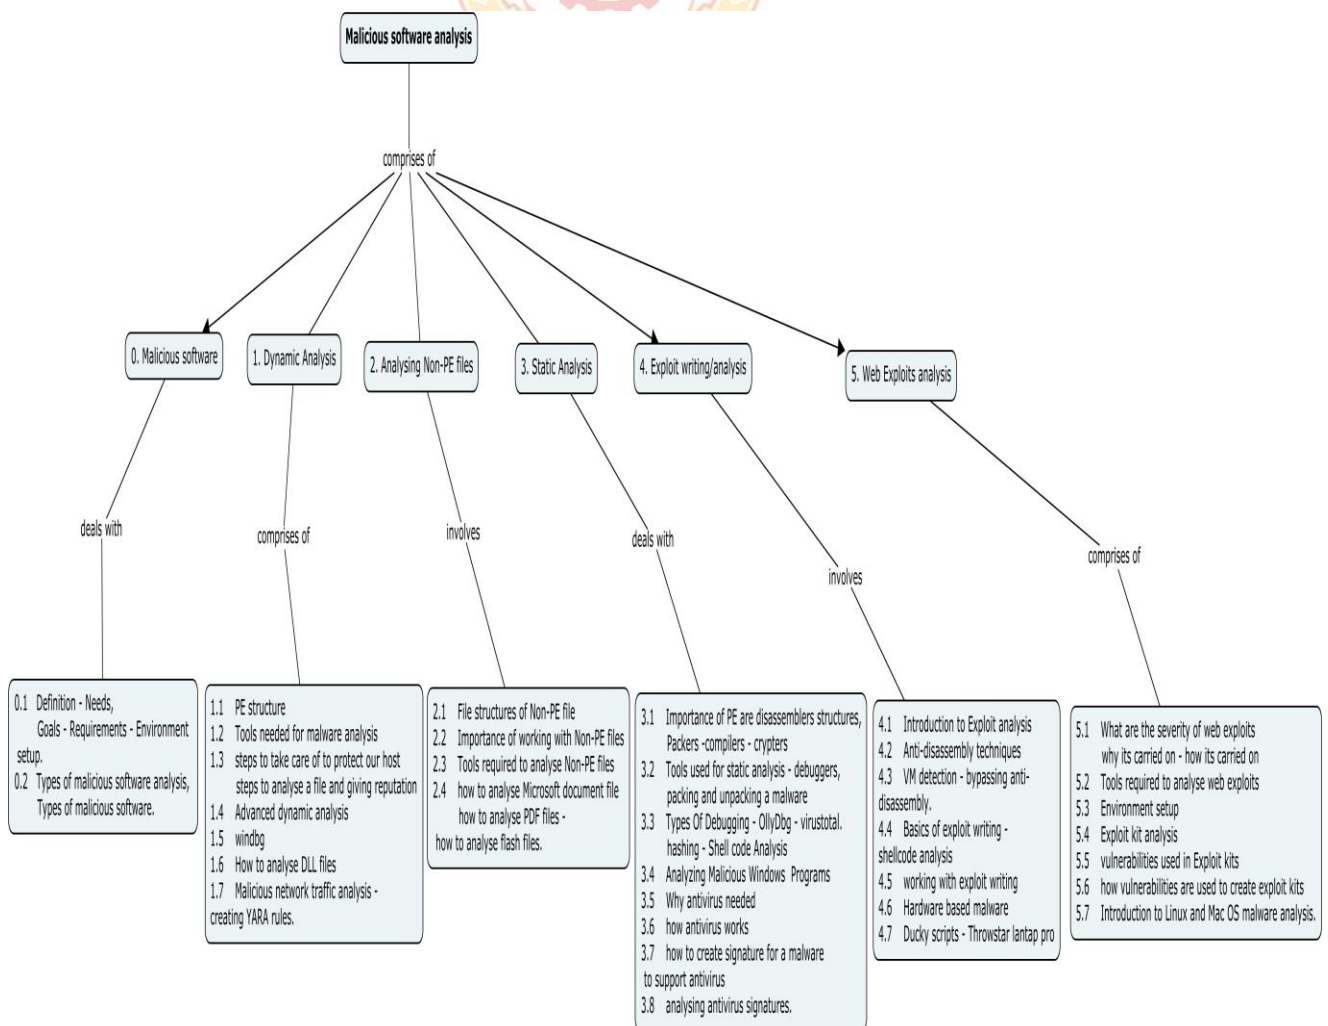 Malicious software analysis
comprises of
0. Malicious software
1. Dynamic Analysis
2. Analysing Non-PE files
3. Static Analysis
4. Exploit writing/analysis
5. Web Exploits analysis
deals with
comprises of
involves
deals with
involves
comprises of
0.1 Definition - Needs,
Goals - Requirements - Environment
setup.
0.2 Types of malicious software analysis,
Types of malicious software.
1.1 PE structure
1.2 Tools needed for malware analysis
1.3 steps to take care of to protect our host
steps to analyse a file and giving reputation
1.4 Advanced dynamic analysis
1.5 windbg
1.6 How to analyse DLL files
1.7 Malicious network traffic analysis -
creating YARA rules.
2.1 File structures of Non-PE file
2.2 Importance of working with Non-PE files
2.3 Tools required to analyse Non-PE files
2.4 how to analyse Microsoft document file
how to analyse PDF files -
how to analyse flash files.
3.1 Importance of PE are disassemblers structures,
Packers -compilers - crypters
3.2 Tools used for static analysis - debuggers,
packing and unpacking a malware
3.3 Types Of Debugging - OllyDbg - virustotal.
hashing - Shell code Analysis
3.4 Analyzing Malicious Windows Programs
3.5 Why antivirus needed
3.6 how antivirus works
3.7 how to create signature for a malware
to support antivirus
3.8 analysing antivirus signatures.
4.1 Introduction to Exploit analysis
4.2 Anti-disassembly techniques
4.3 VM detection - bypassing anti-
disassembly.
4.4 Basics of exploit writing -
shellcode analysis
4.5 working with exploit writing
4.6 Hardware based malware
4.7 Ducky scripts - Throwstar lantap pro
5.1 What are the severity of web exploits
why its carried on - how its carried on
5.2 Tools required to analyse web exploits
5.3 Environment setup
5.4 Exploit kit analysis
5.5 vulnerabilities used in Exploit kits
5.6 how vulnerabilities are used to create exploit kits
5.7 Introduction to Linux and Mac OS malware analysis.